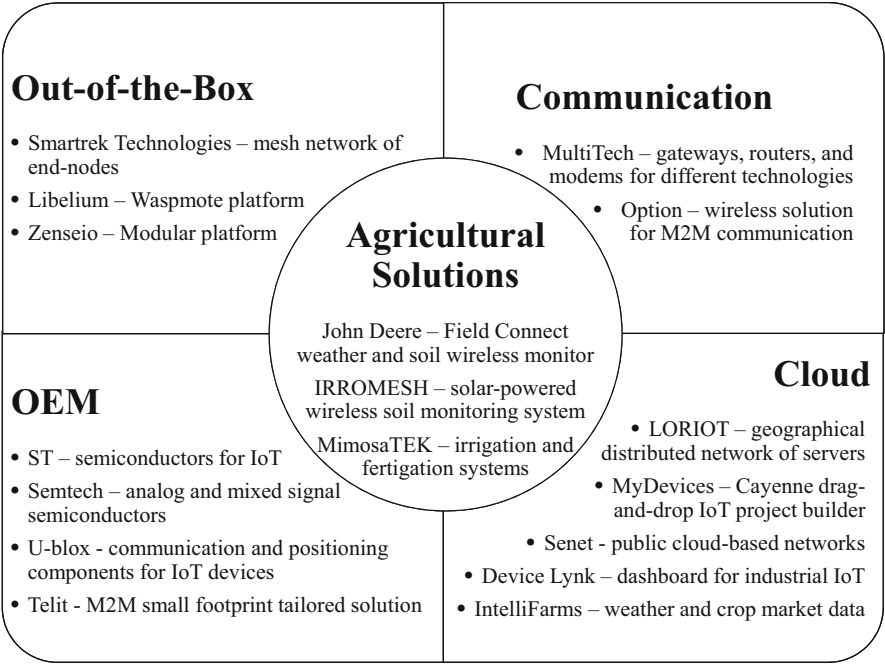 Out-of-the-Box
• Smartrek Technologies – mesh network of
end-nodes
• Libelium – Waspmote platform
• Zenseio – Modular platform
Communication
• MultiTech – gateways, routers, and
modems for different technologies
• Option – wireless solution
for M2M communication
Agricultural
Solutions
John Deere – Field Connect
weather and soil wireless monitor
IRROMESH – solar-powered
wireless soil monitoring system
MimosaTEK – irrigation and
fertigation systems
OEM
• ST – semiconductors for IoT
• Semtech – analog and mixed signal
semiconductors
• U-blox - communication and positioning
components for IoT devices
• Telit - M2M small footprint tailored solution
Cloud
• LORIOT – geographical
distributed network of servers
• MyDevices – Cayenne drag-
and-drop IoT project builder
• Senet - public cloud-based networks
• Device Lynk – dashboard for industrial IoT
• IntelliFarms – weather and crop market data